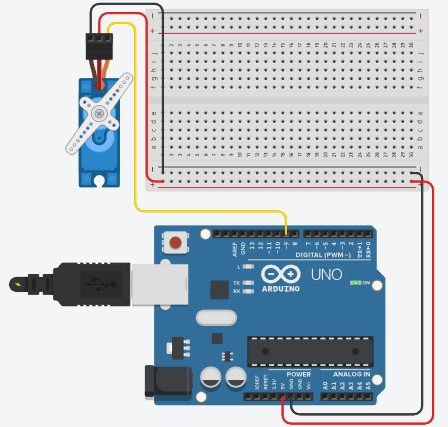 AREF
GND
13
12
~11
~10
~9
8
7
~6
~5
4
~3
2
TX→1
RX←0
DIGITAL (PWM~)
L
TX
RX
UNO
ARDUINO
ON
POWER
ANALOG IN
IOREF
RESET
3.3V
5V
GND
GND
Vin
A0
A1
A2
A3
A4
A5